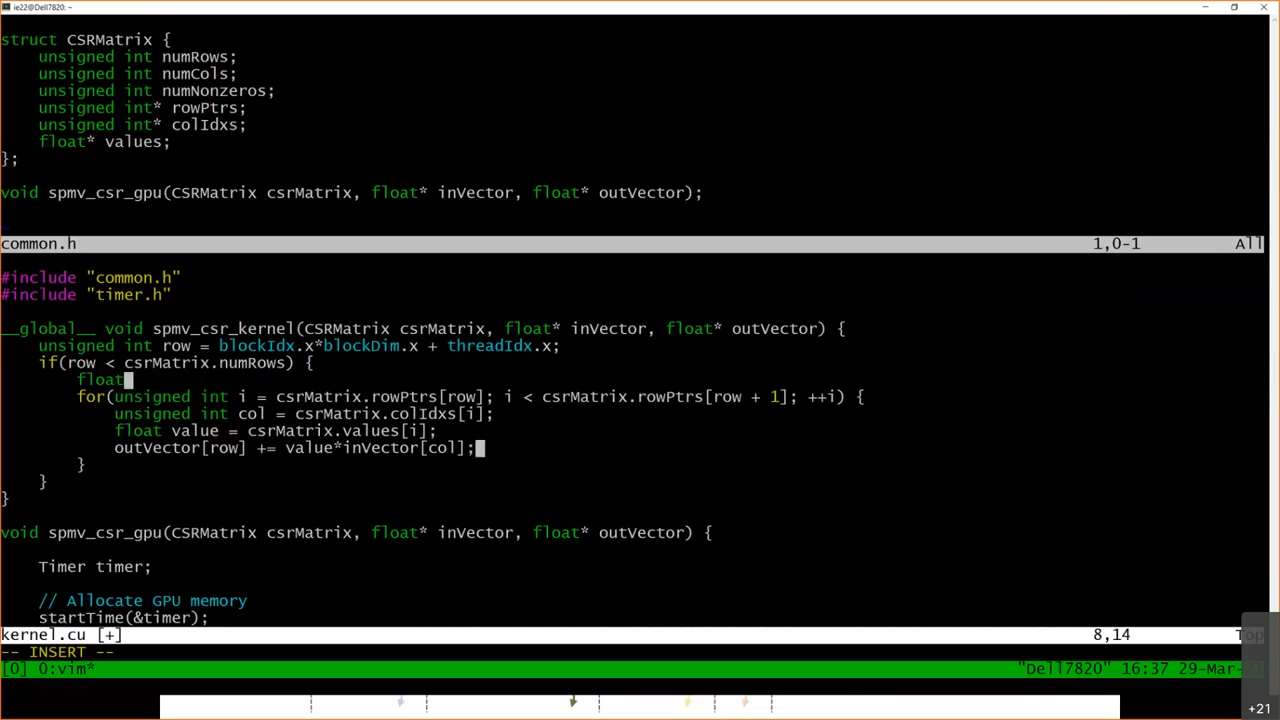 ie22@Dell7820: ~
struct CSRMatrix {
    unsigned int numRows;
    unsigned int numCols;
    unsigned int numNonzeros;
    unsigned int* rowPtrs;
    unsigned int* colIdxs;
    float* values;
};
void spmv_csr_gpu(CSRMatrix csrMatrix, float* inVector, float* outVector);
~
common.h 1,0-1 All
#include "common.h"
#include "timer.h"
__global__ void spmv_csr_kernel(CSRMatrix csrMatrix, float* inVector, float* outVector) {
    unsigned int row = blockIdx.x*blockDim.x + threadIdx.x;
    if(row < csrMatrix.numRows) {
        float
        for(unsigned int i = csrMatrix.rowPtrs[row]; i < csrMatrix.rowPtrs[row + 1]; ++i) {
            unsigned int col = csrMatrix.colIdxs[i];
            float value = csrMatrix.values[i];
            outVector[row] += value*inVector[col];
        }
    }
}
void spmv_csr_gpu(CSRMatrix csrMatrix, float* inVector, float* outVector) {
    Timer timer;
    // Allocate GPU memory
    startTime(&timer);
kernel.cu [+] 8,14 Top
-- INSERT --
[0] 0:vim* "Dell7820" 16:37 29-Mar-
+21